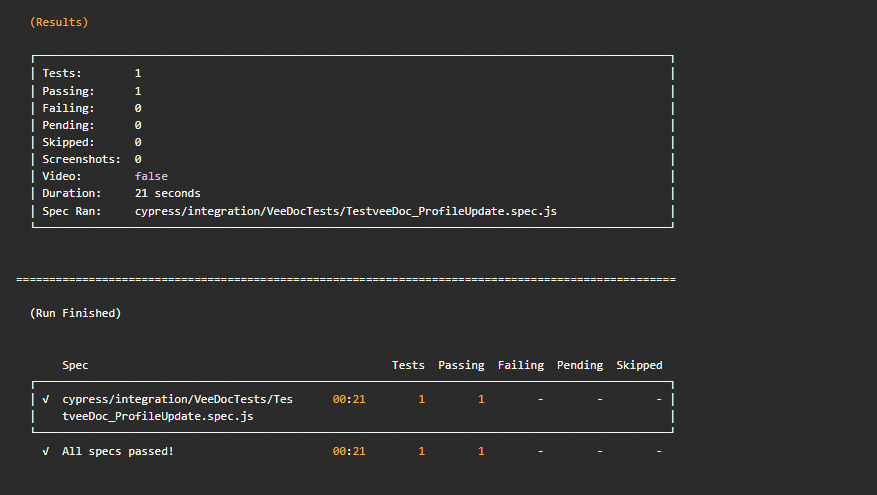 (Results)
Tests: 1
Passing: 1
Failing: 0
Pending: 0
Skipped: 0
Screenshots: 0
Video: false
Duration: 21 seconds
Spec Ran: cypress/integration/VeeDocTests/TestveeDoc_ProfileUpdate.spec.js
====================================================================================================
(Run Finished)
Spec Tests Passing Failing Pending Skipped
√ cypress/integration/VeeDocTests/Tes 00:21 1 1 - - -
tveeDoc_ProfileUpdate.spec.js
√ All specs passed! 00:21 1 1 - - -